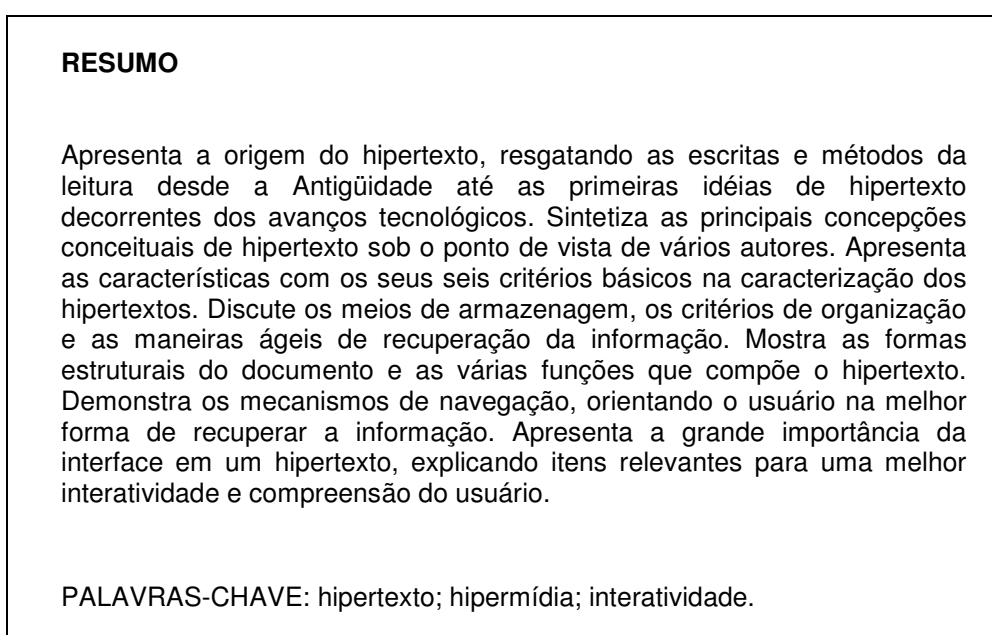 RESUMO
Apresenta a origem do hipertexto, resgatando as escritas e métodos da
leitura desde a Antigüidade até as primeiras idéias de hipertexto
decorrentes dos avanços tecnológicos. Sintetiza as principais concepções
conceituais de hipertexto sob o ponto de vista de vários autores. Apresenta
as características com os seus seis critérios básicos na caracterização dos
hipertextos. Discute os meios de armazenagem, os critérios de organização
e as maneiras ágeis de recuperação da informação. Mostra as formas
estruturais do documento e as várias funções que compõe o hipertexto.
Demonstra os mecanismos de navegação, orientando o usuário na melhor
forma de recuperar a informação. Apresenta a grande importância da
interface em um hipertexto, explicando itens relevantes para uma melhor
interatividade e compreensão do usuário.
PALAVRAS-CHAVE: hipertexto; hipermídia; interatividade.